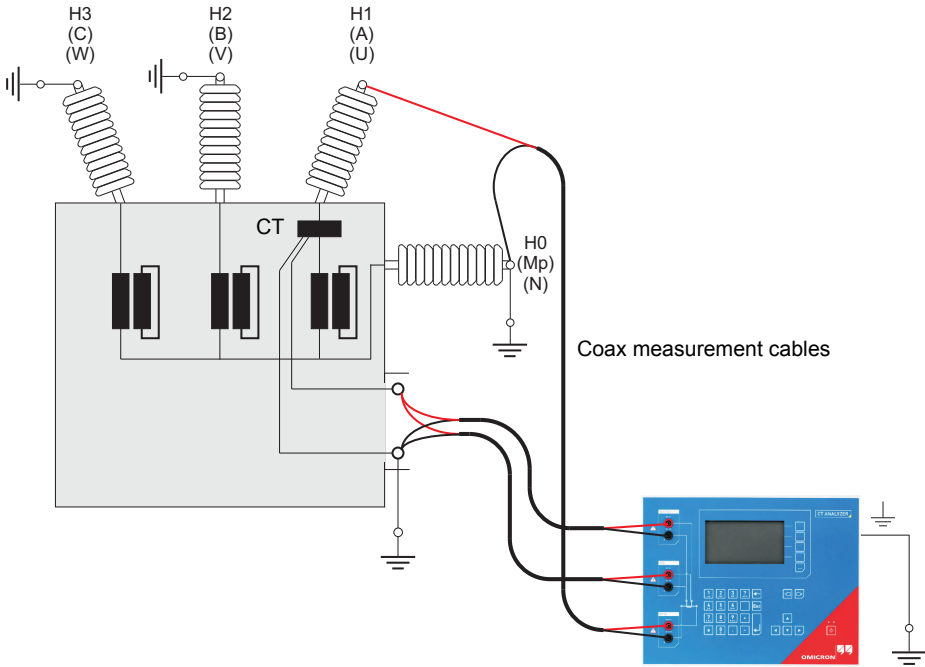 H3
(C)
(W)
H2
(B)
(V)
H1
(A)
(U)
CT
H0
(Mp)
(N)
Coax measurement cables
CT ANALYZER
OMICRON